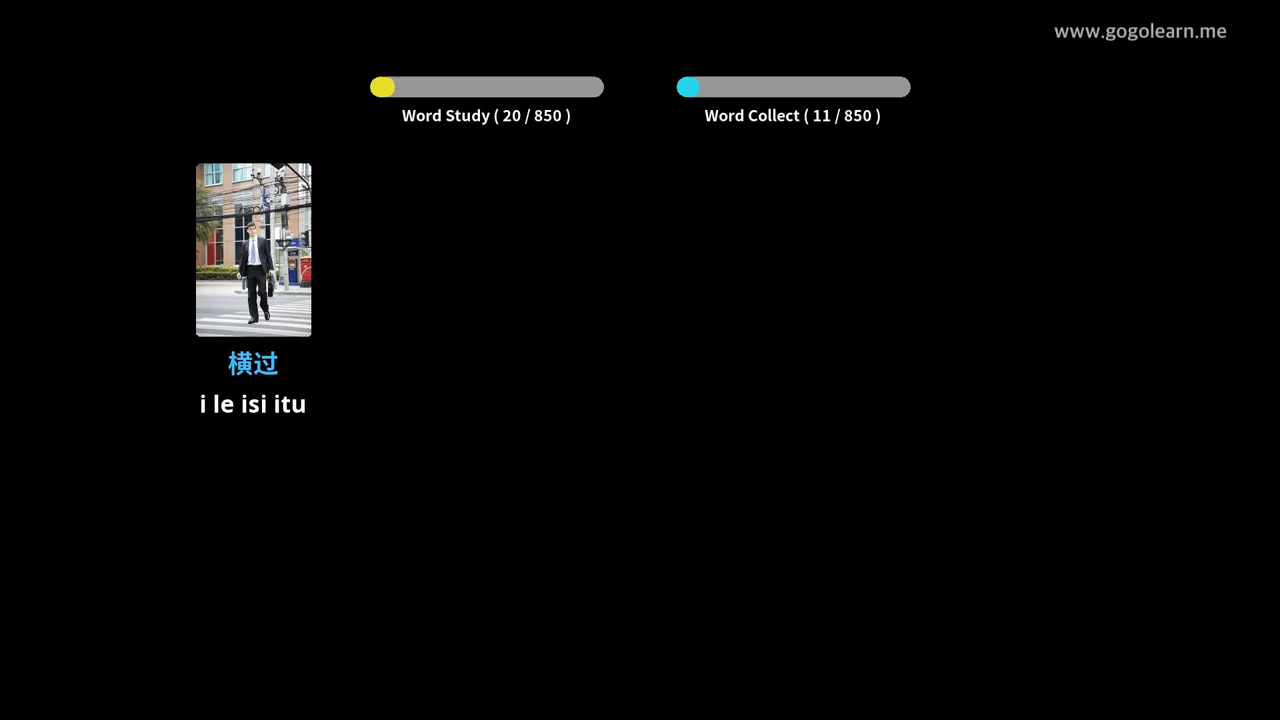 www.gogolearn.me
Word Study ( 20 / 850 )
Word Collect ( 11 / 850 )
横过
i le isi itu